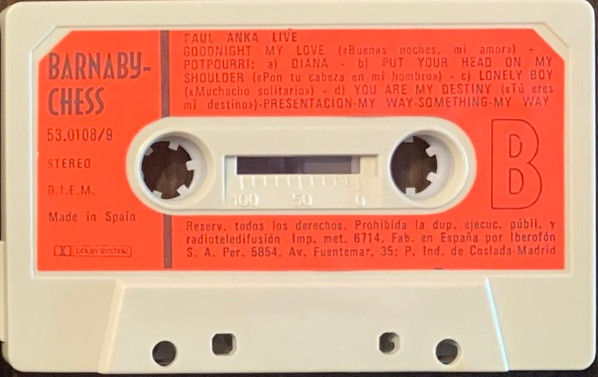 PAUL ANKA LIVE
GOODNIGHT MY LOVE («Buenas noches, mi amor») -
POTPOURRI; a) DIANA - b) PUT YOUR HEAD ON MY
SHOULDER («Pon tu cabeza en mi hombro») - c) LONELY BOY
(«Muchacho solitario») - d) YOU ARE MY DESTINY («Tú eres
mi destino»)-PRESENTACION-MY WAY-SOMETHING-MY WAY
BARNABY-
CHESS
53.0108/9
STEREO
B.I.E.M.
Made in Spain
DOLBY SYSTEM
100 50 0
B
Reserv. todos los derechos. Prohibida la dup. ejecuc. públi. y
radioteledifusión Imp. met. 6714. Fab. en España por Iberofón
S. A. Per. 5854. Av. Fuentemar, 35; P. Ind. de Coslada-Madrid